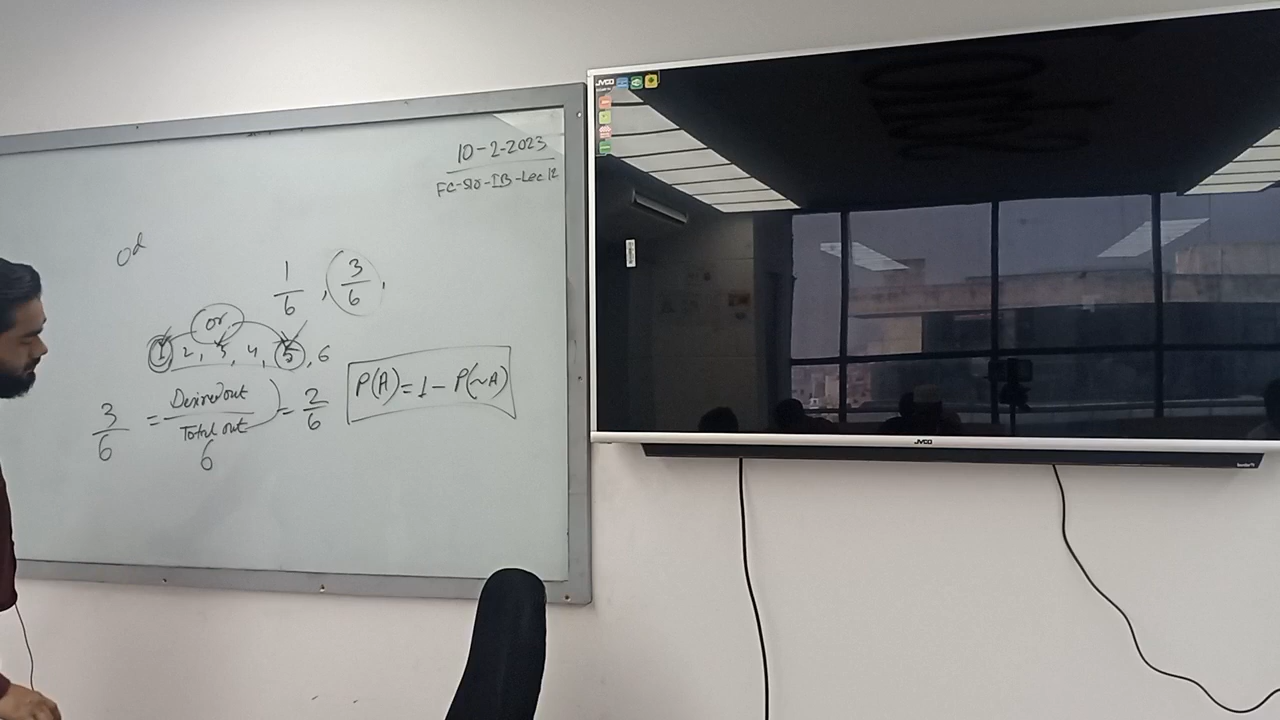 10-2-2023
FC-S10-IB-Lec 12
od
1/6, 3/6,
or
1, 2, 3, 4, 5, 6
3/6 = Desired out/Total out = 2/6
6
P(A) = 1 - P(~A)
JVCO
JVCO